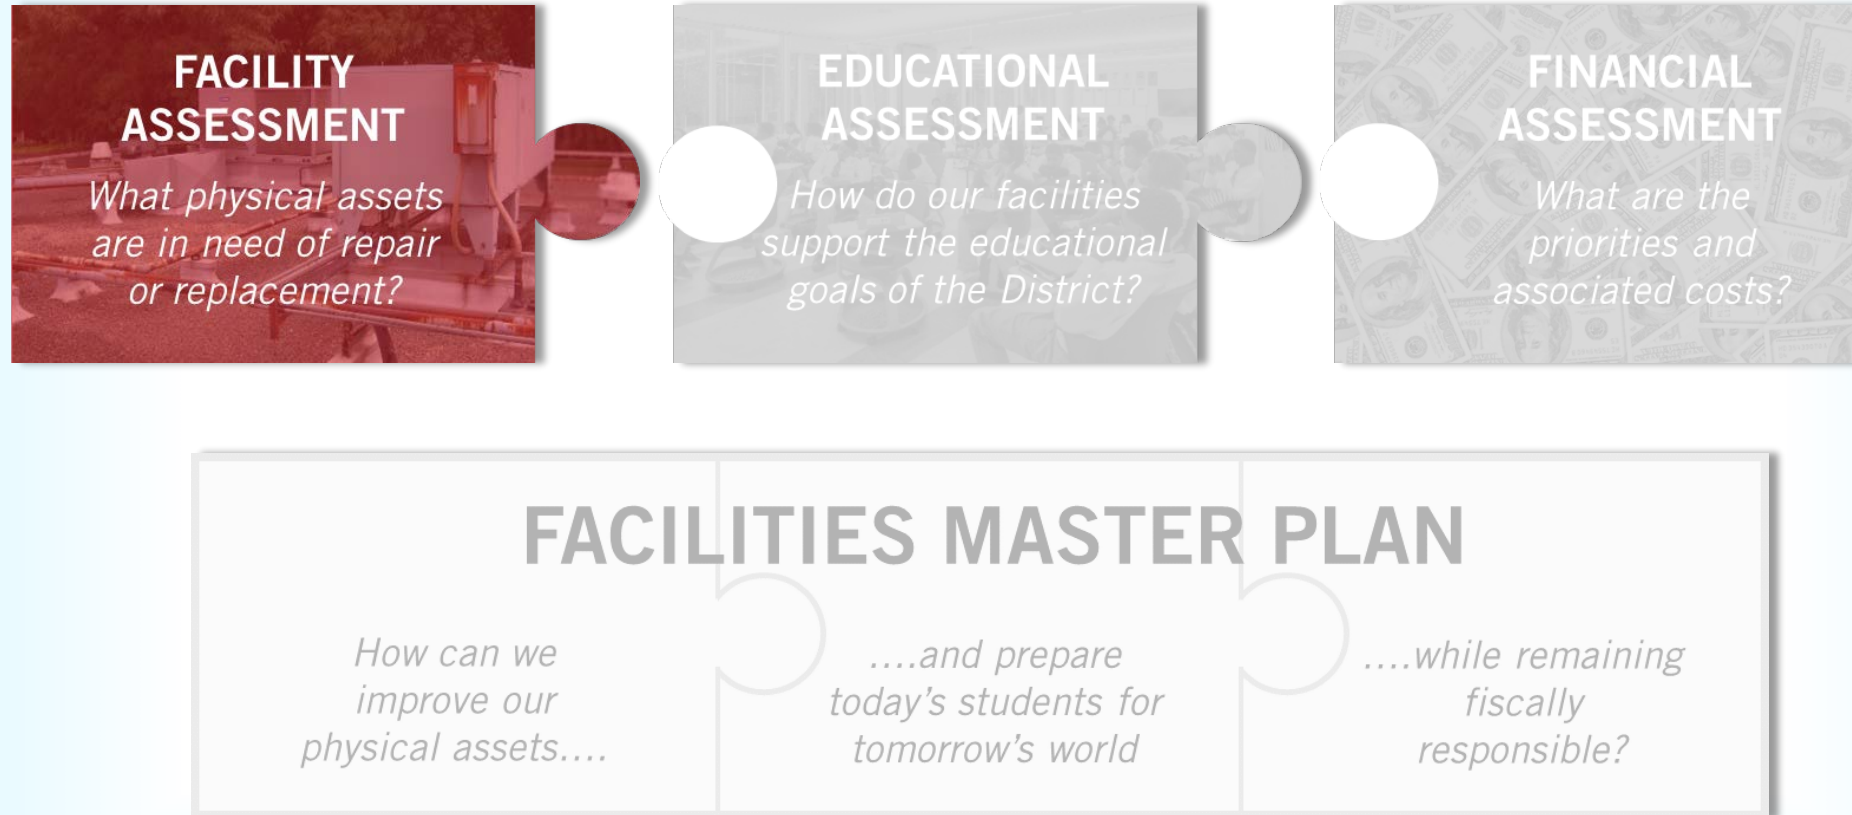 FACILITY
ASSESSMENT
What physical assets
are in need of repair
or replacement?
EDUCATIONAL
ASSESSMENT
How do our facilities
support the educational
goals of the District?
FINANCIAL
ASSESSMENT
What are the
priorities and
associated costs?
FACILITIES MASTER PLAN
How can we
improve our
physical assets....
....and prepare
today’s students for
tomorrow’s world
....while remaining
fiscally
responsible?